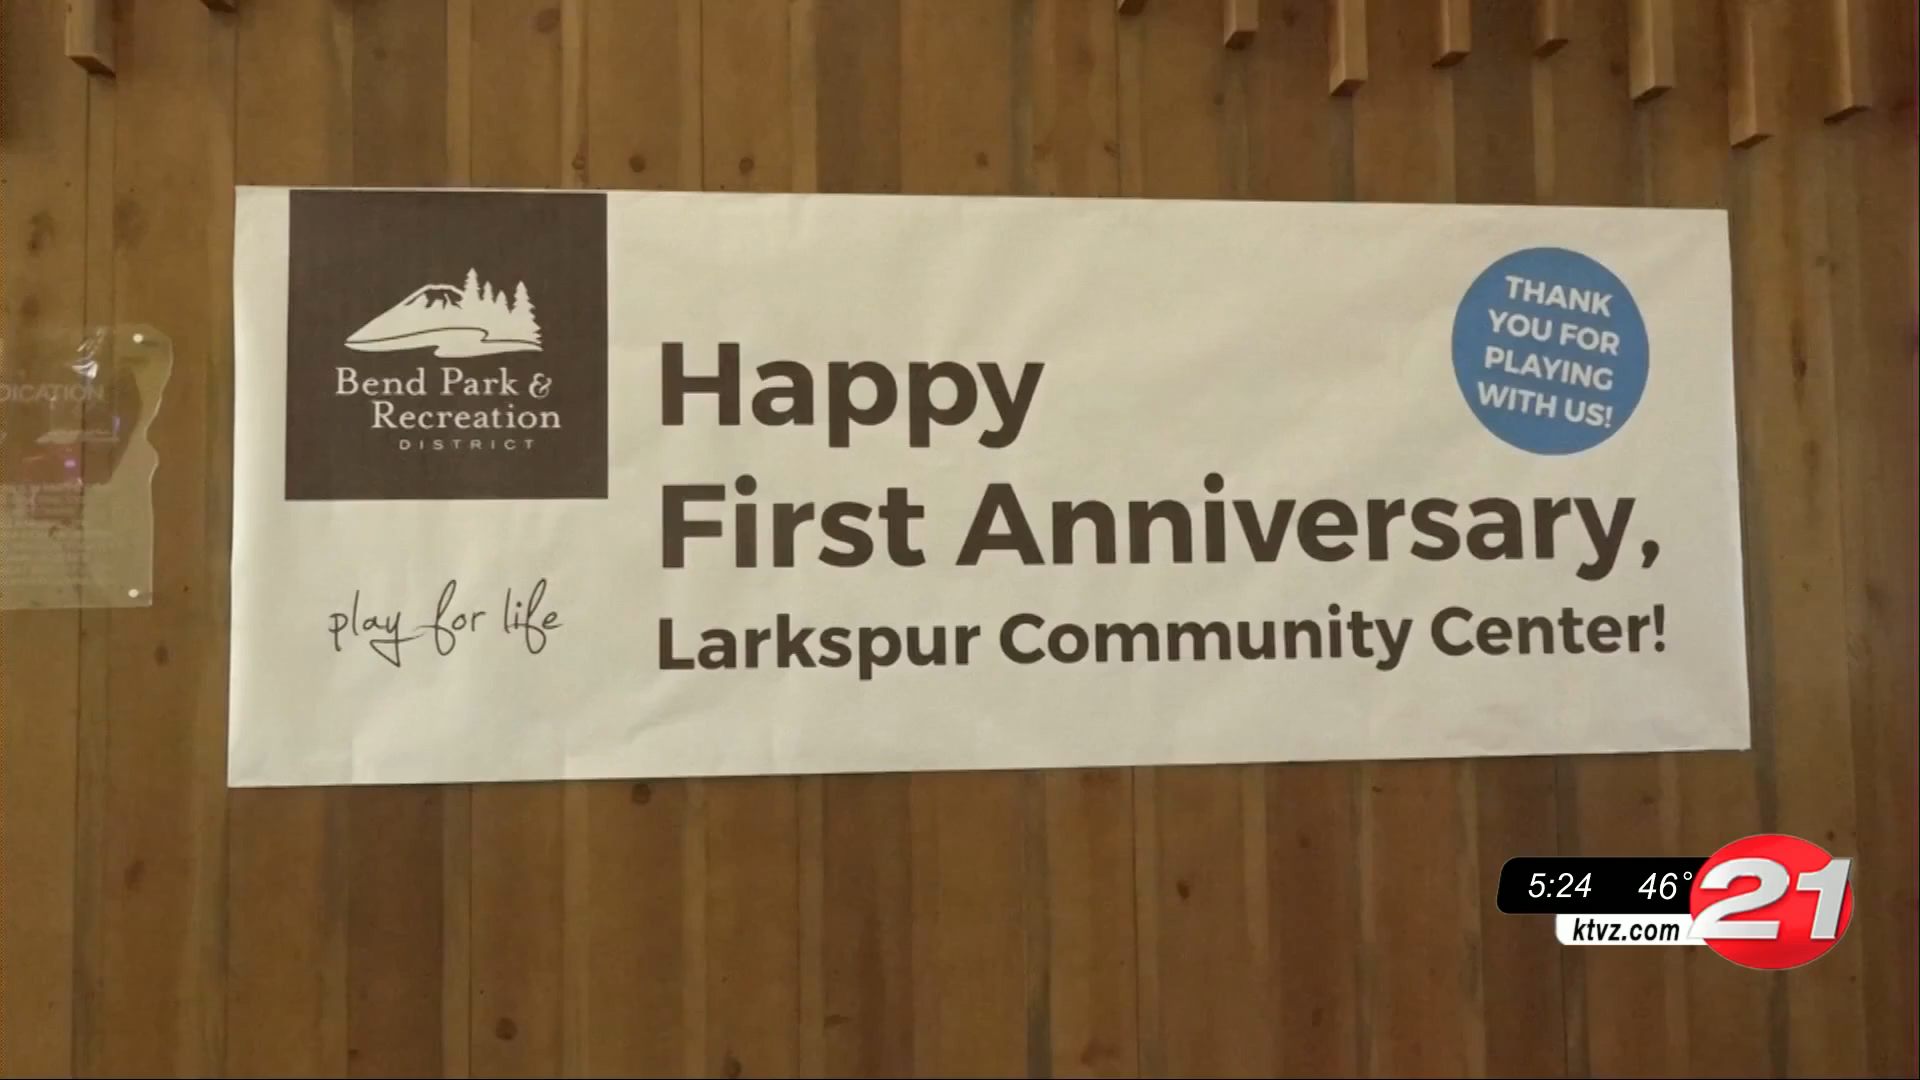 Bend Park &
Recreation
DISTRICT
play for life
Happy
First Anniversary,
Larkspur Community Center!
THANK
YOU FOR
PLAYING
WITH US!
DICATION
5:24 46°
ktvz.com
21